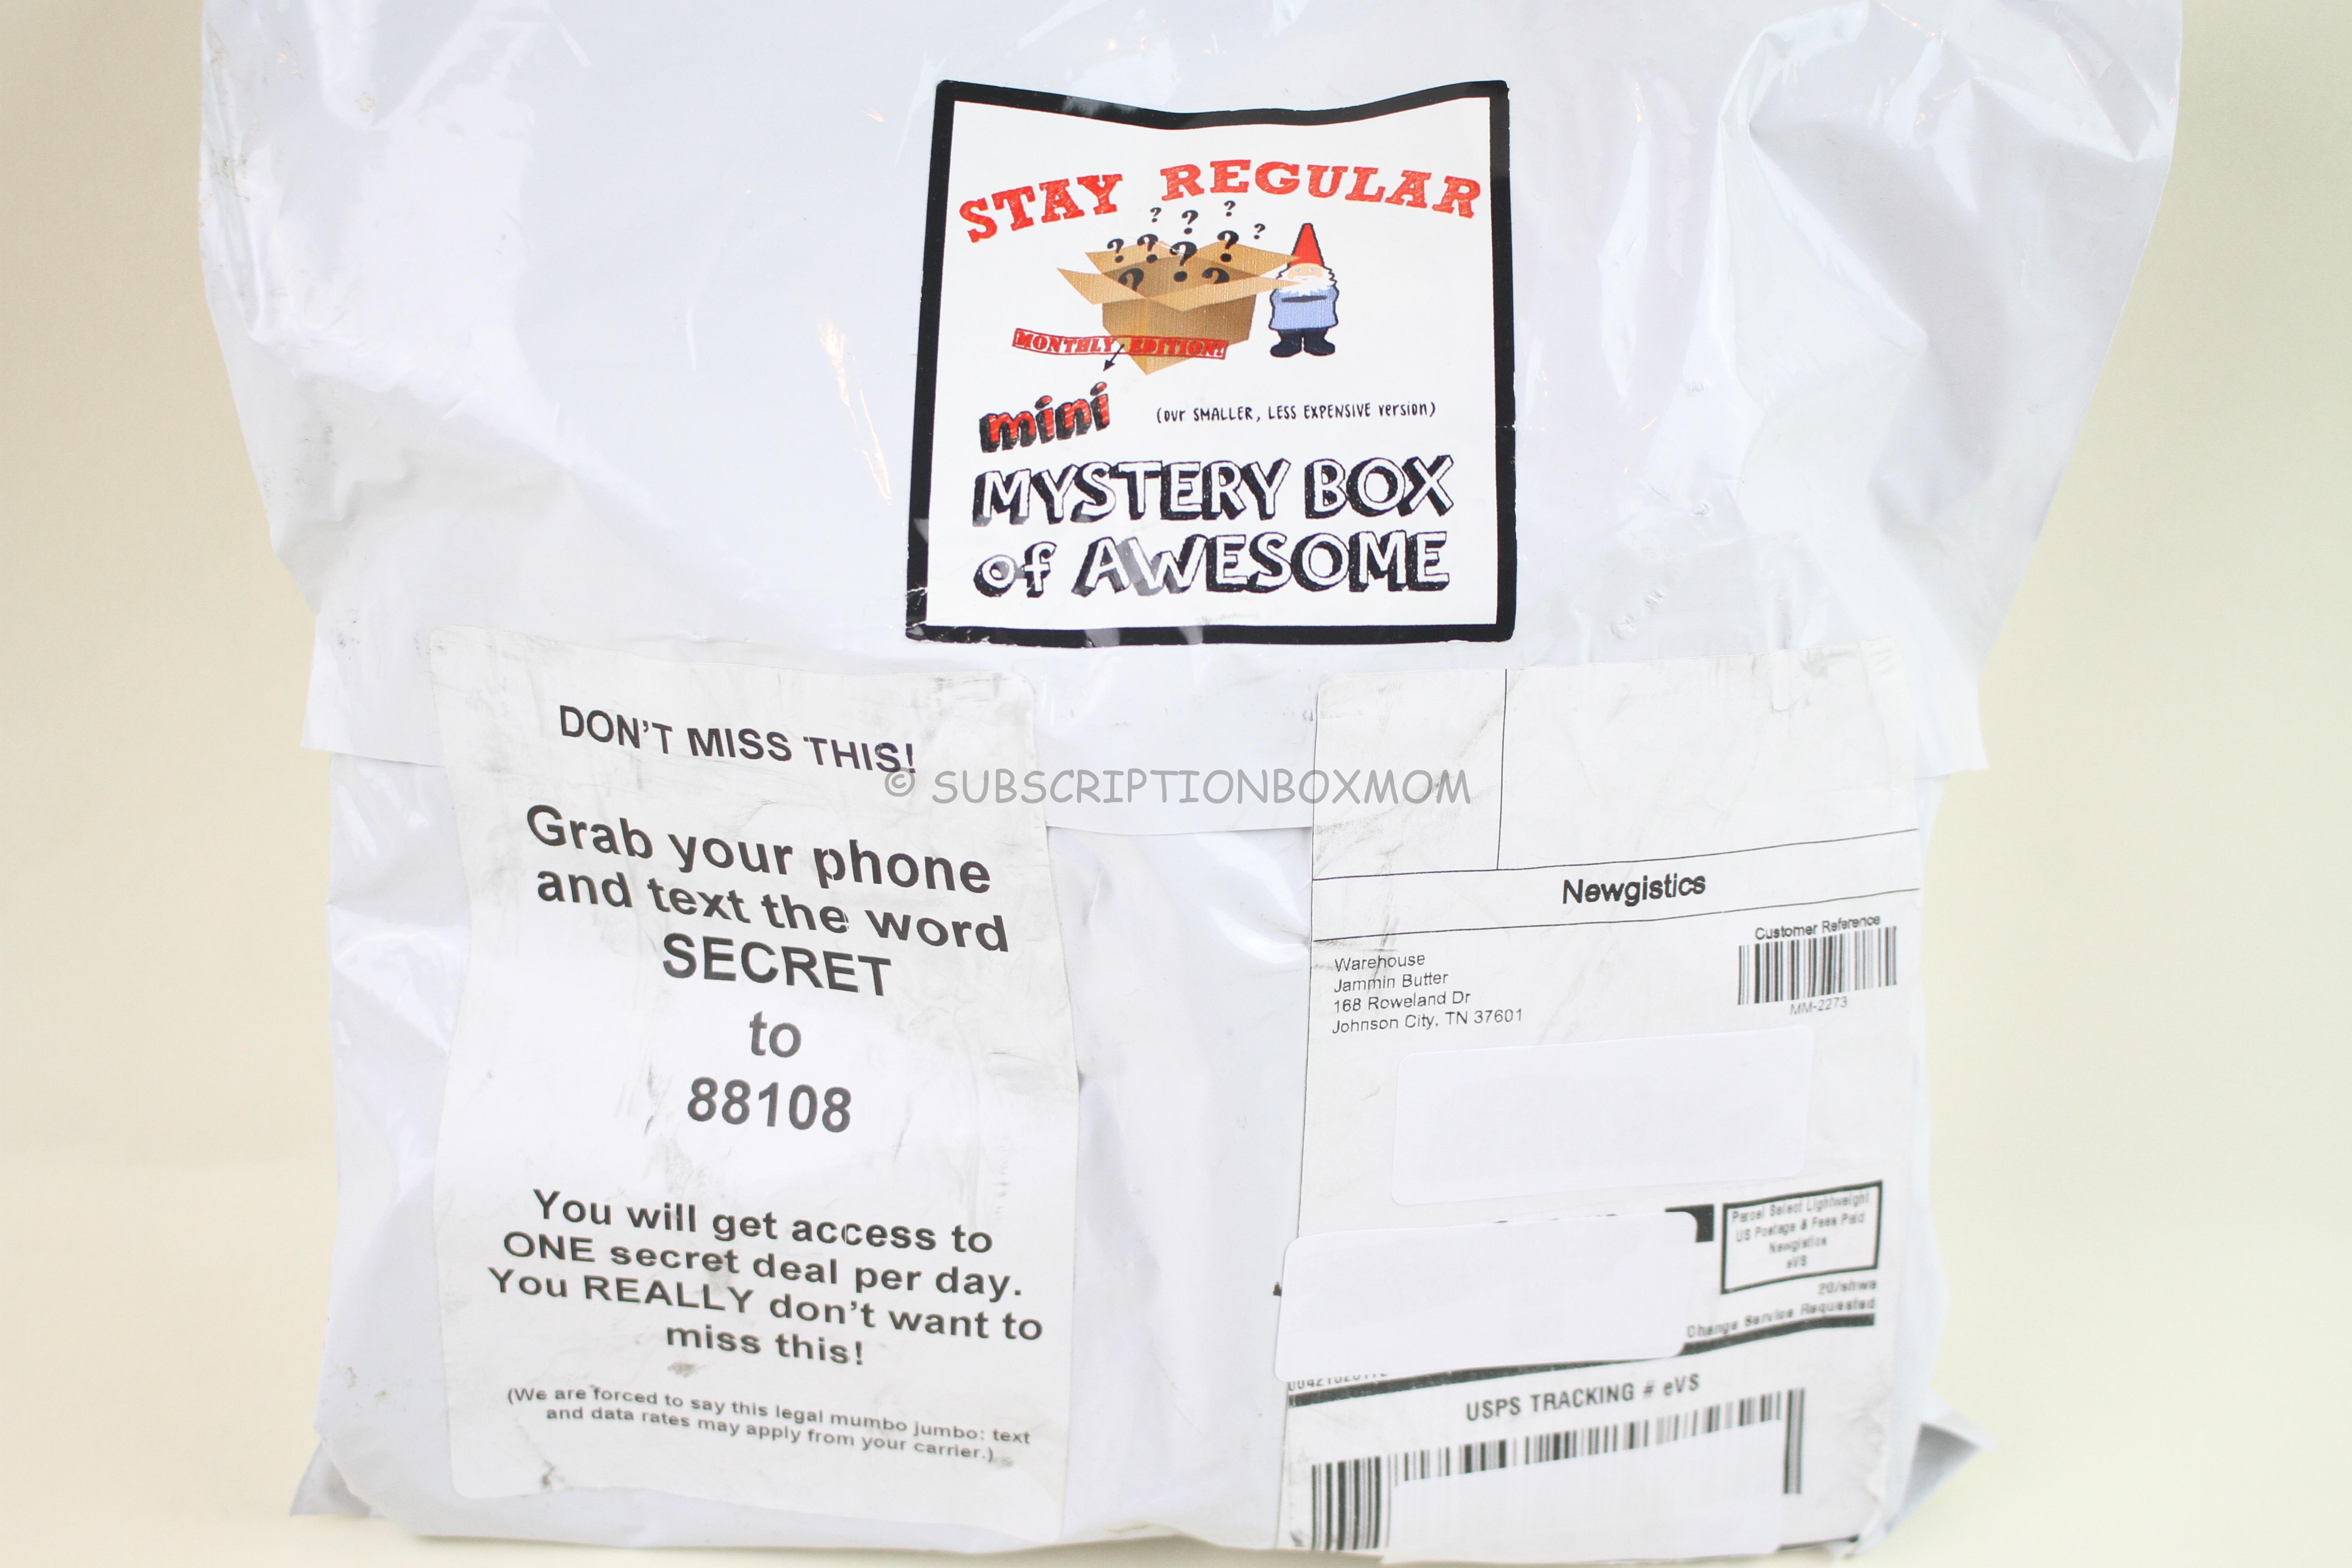 STAY REGULAR
? ? ? ? ? ? ? ? ? ?
MONTHLY EDITION!
mini (our SMALLER, LESS EXPENSIVE version)
MYSTERY BOX
of AWESOME
DON'T MISS THIS!
© SUBSCRIPTIONBOXMOM
Grab your phone
and text the word
SECRET
to
88108
You will get access to
ONE secret deal per day.
You REALLY don't want to
miss this!
(We are forced to say this legal mumbo jumbo: text
and data rates may apply from your carrier.)
Newgistics
Customer Reference
MM-2273
Warehouse
Jammin Butter
168 Roweland Dr
Johnson City, TN 37601
Parcel Select Lightweight
US Postage & Fees Paid
Newgistics
eVS
Change Service Requested
USPS TRACKING # eVS